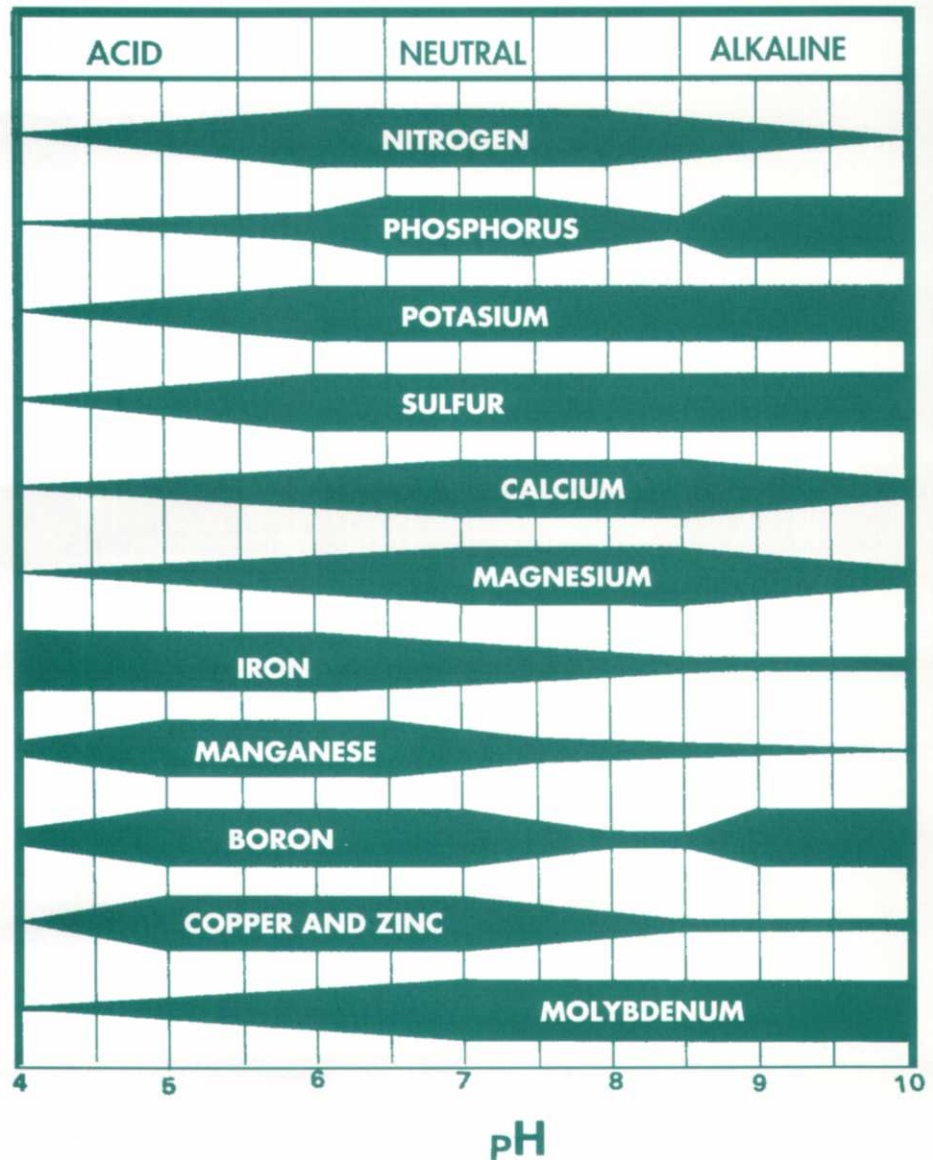 ACID NEUTRAL ALKALINE
NITROGEN
PHOSPHORUS
POTASIUM
SULFUR
CALCIUM
MAGNESIUM
IRON
MANGANESE
BORON
COPPER AND ZINC
MOLYBDENUM
4 5 6 7 8 9 10
pH